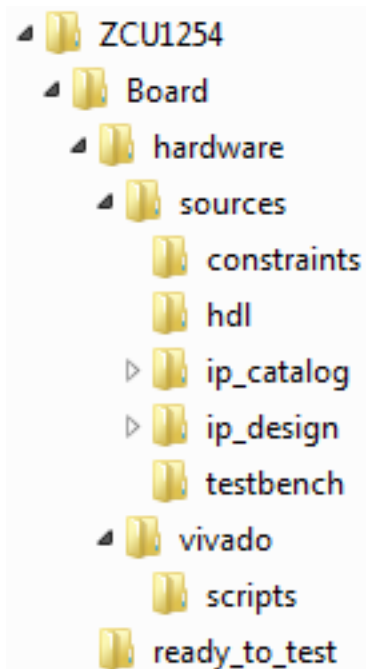 ZCU1254
Board
hardware
sources
constraints
hdl
ip_catalog
ip_design
testbench
vivado
scripts
ready_to_test